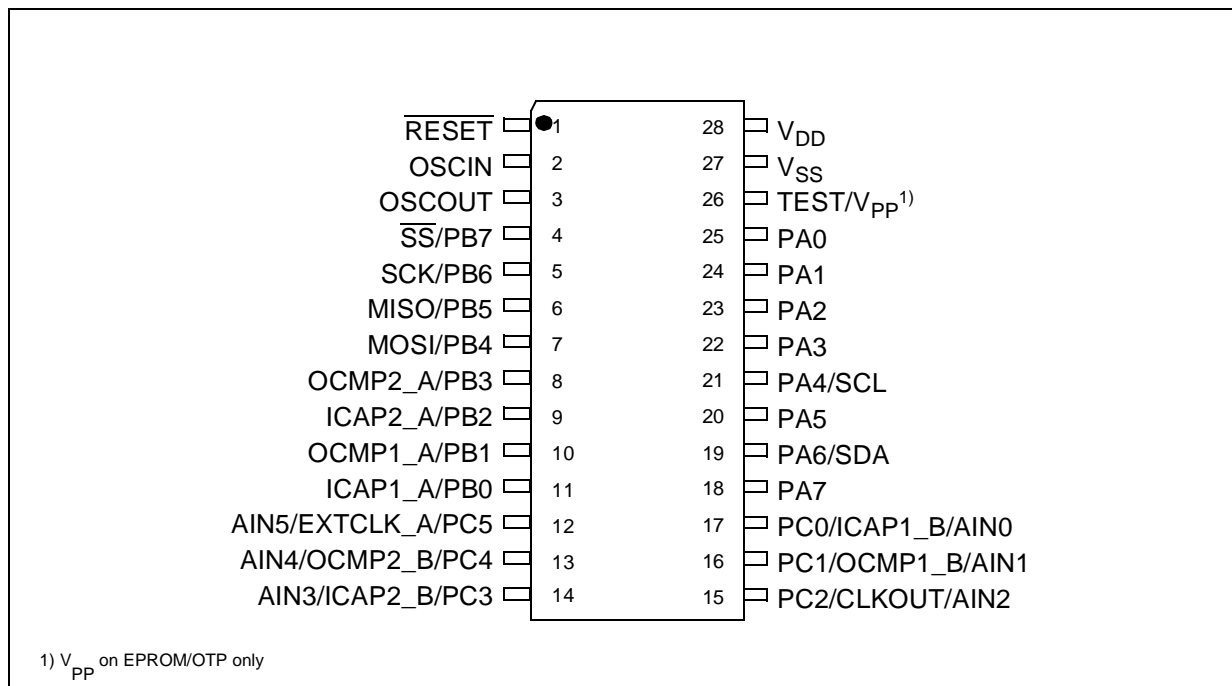 RESET 1 28 VDD
OSCIN 2 27 VSS
OSCOUT 3 26 TEST/VPP1)
SS/PB7 4 25 PA0
SCK/PB6 5 24 PA1
MISO/PB5 6 23 PA2
MOSI/PB4 7 22 PA3
OCMP2_A/PB3 8 21 PA4/SCL
ICAP2_A/PB2 9 20 PA5
OCMP1_A/PB1 10 19 PA6/SDA
ICAP1_A/PB0 11 18 PA7
AIN5/EXTCLK_A/PC5 12 17 PC0/ICAP1_B/AIN0
AIN4/OCMP2_B/PC4 13 16 PC1/OCMP1_B/AIN1
AIN3/ICAP2_B/PC3 14 15 PC2/CLKOUT/AIN2
1) VPP on EPROM/OTP only